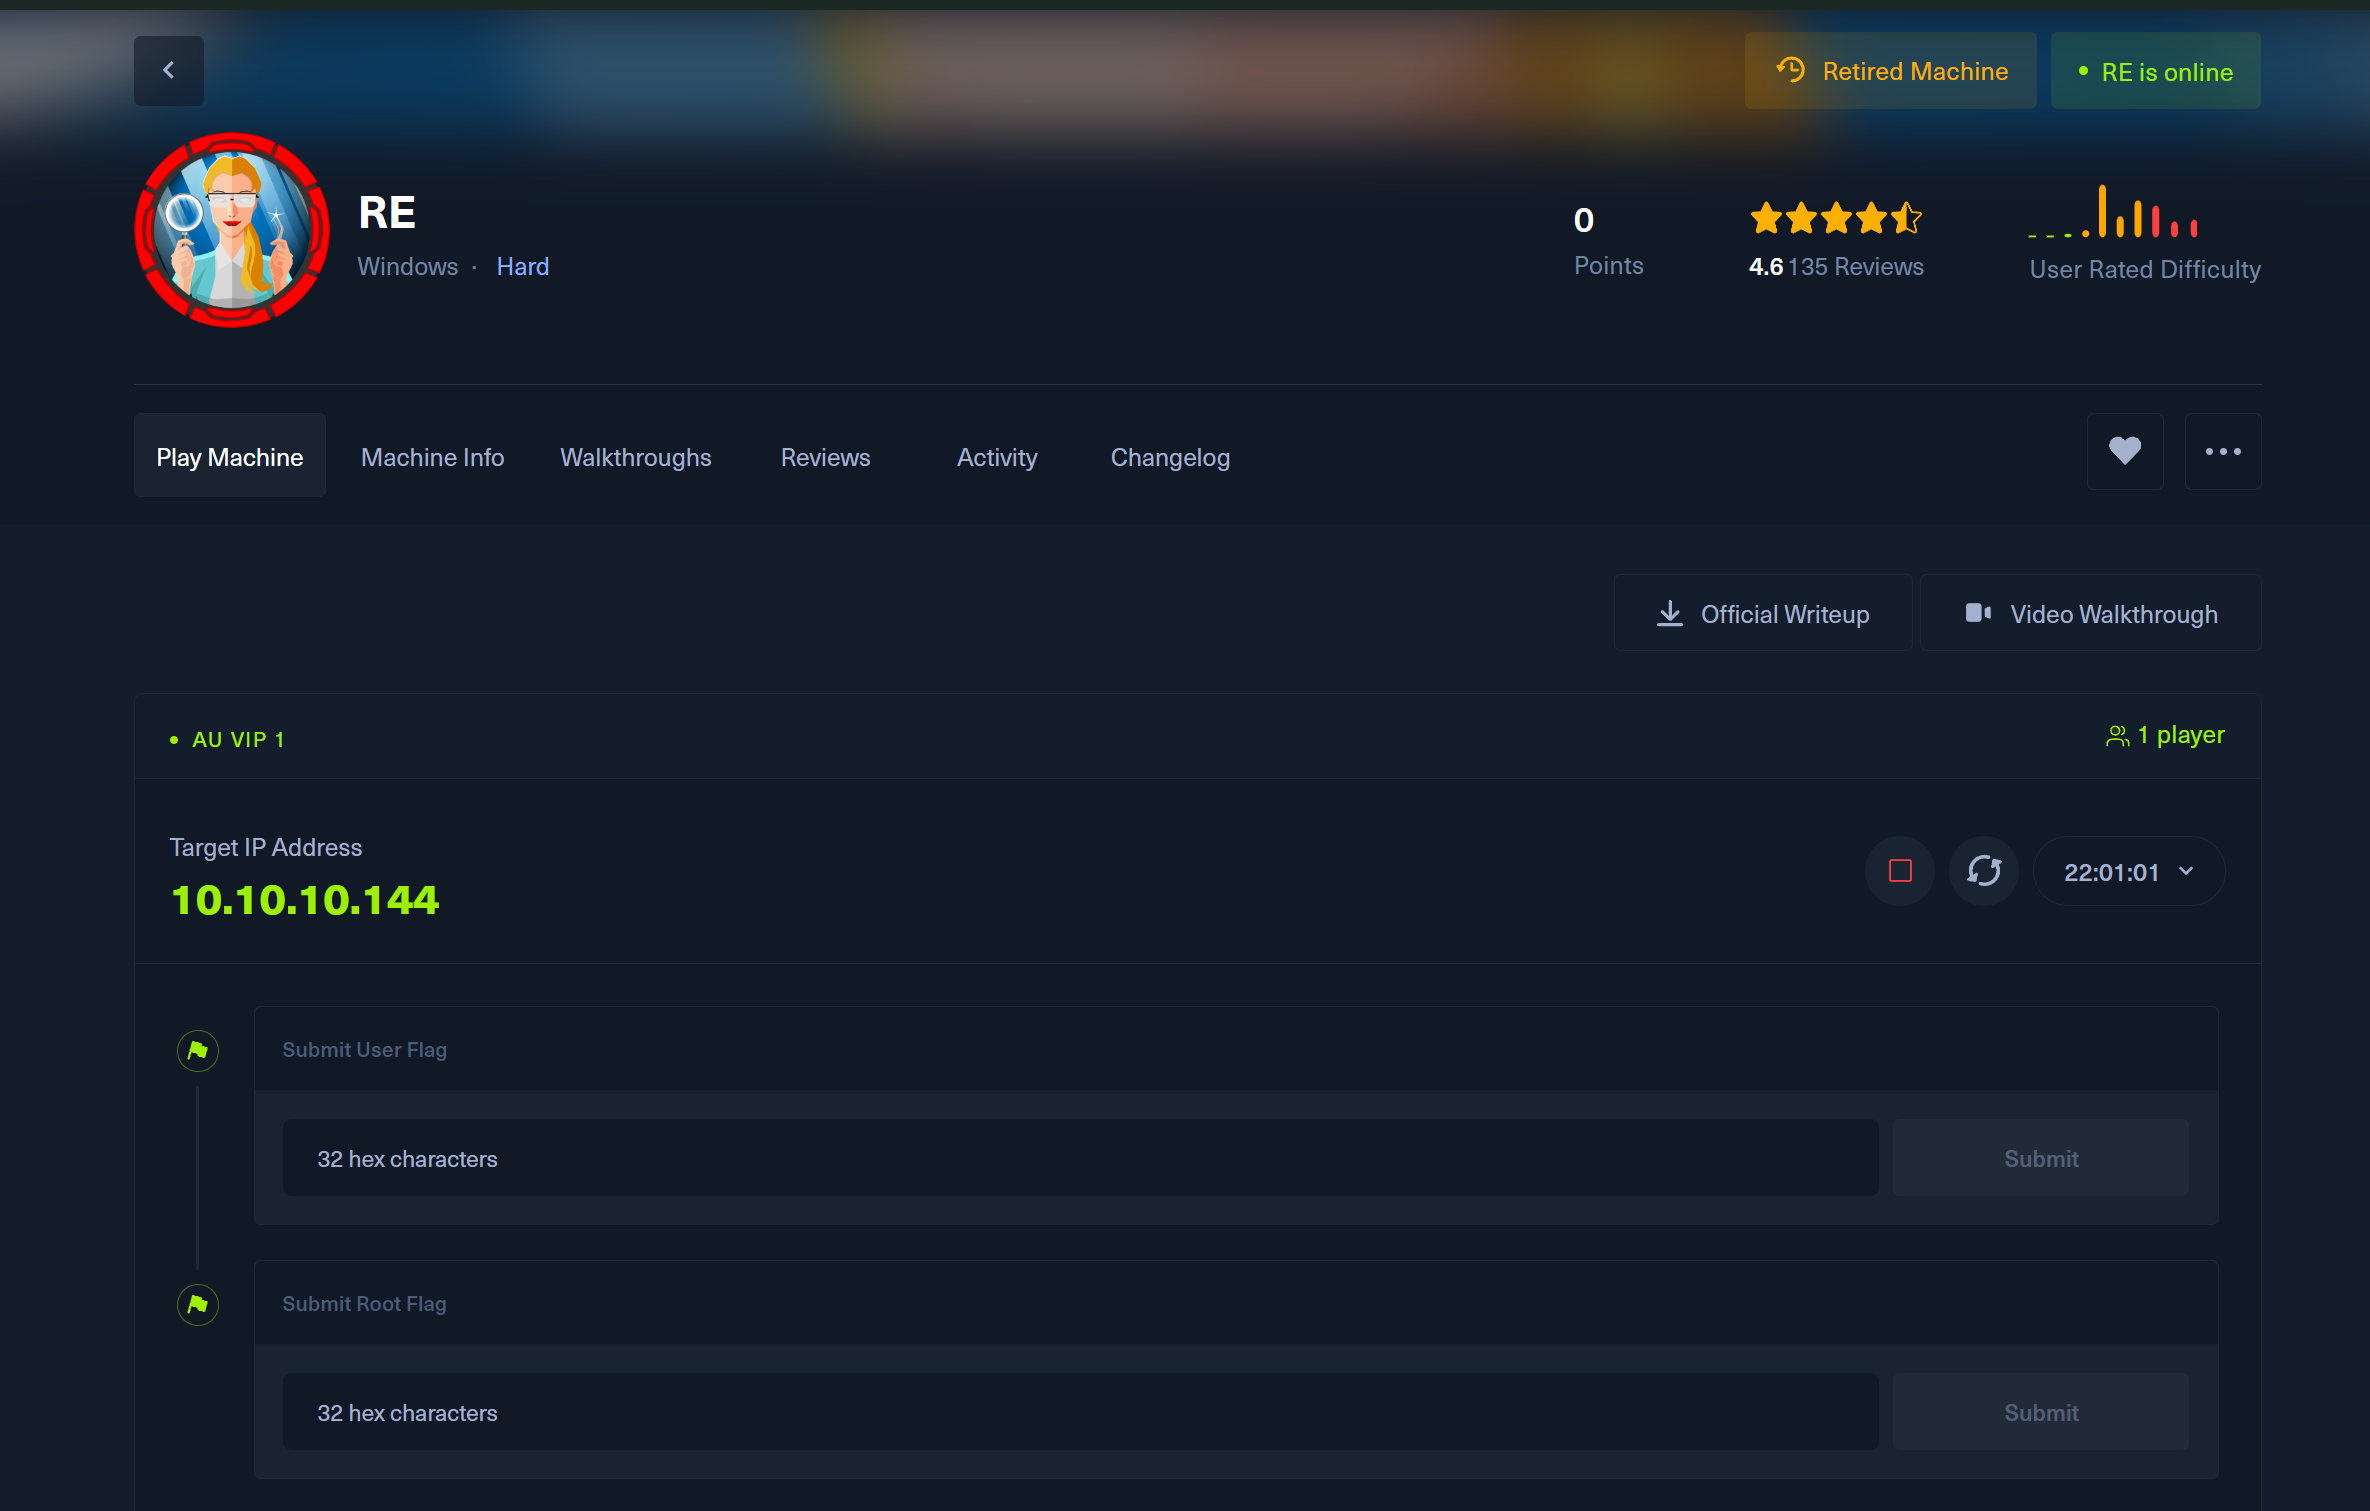 Retired Machine
RE is online
RE
Windows · Hard
0
Points
4.6 135 Reviews
User Rated Difficulty
Play Machine
Machine Info
Walkthroughs
Reviews
Activity
Changelog
Official Writeup
Video Walkthrough
AU VIP 1
1 player
Target IP Address
10.10.10.144
22:01:01
Submit User Flag
32 hex characters
Submit
Submit Root Flag
32 hex characters
Submit